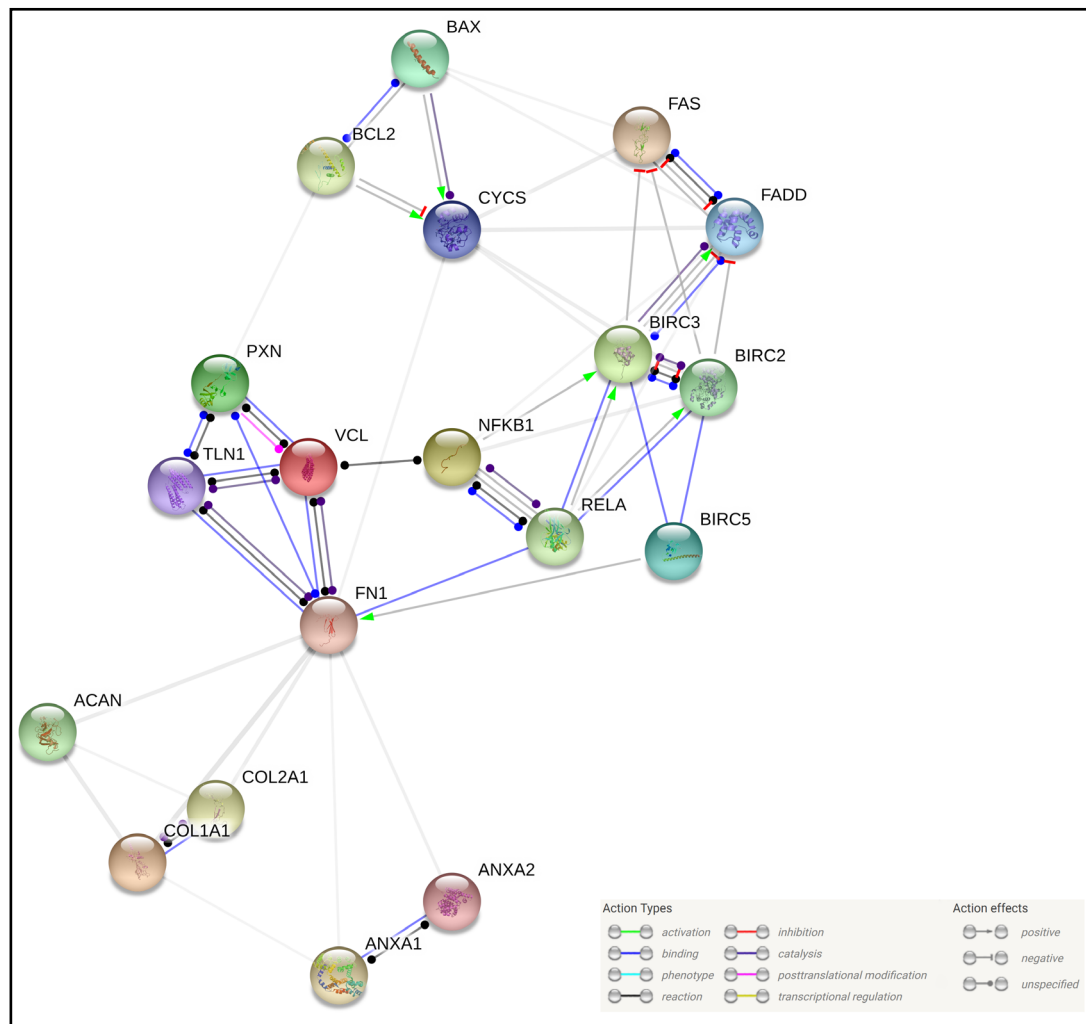 BAX
FAS
BCL2
CYCS
FADD
BIRC3
BIRC2
PXN
VCL
NFKB1
TLN1
RELA
BIRC5
FN1
ACAN
COL2A1
COL1A1
ANXA2
ANXA1
Action Types
activation
binding
phenotype
reaction
inhibition
catalysis
posttranslational modification
transcriptional regulation
Action effects
positive
negative
unspecified